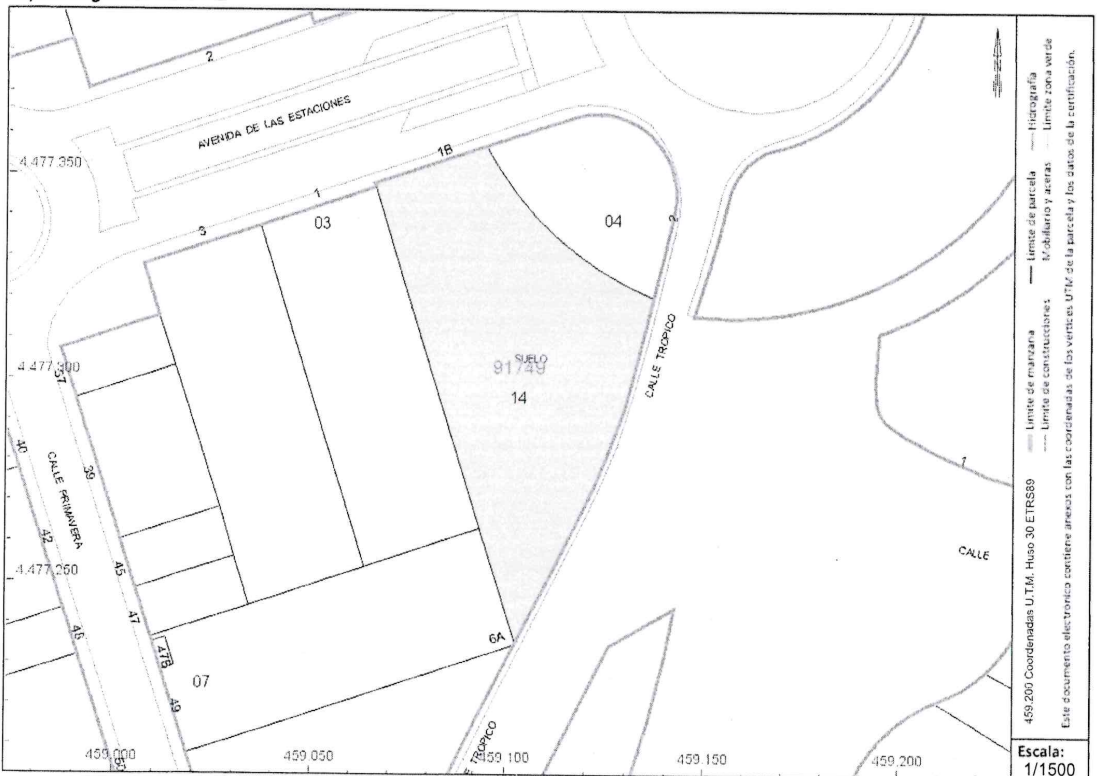 2
AVENIDA DE LAS ESTACIONES
4,477,350
1B
1
03
3
04
2
SUELO
91749
14
CALLE TROPICO
4,477,300
37
39
40
CALLE PRIMAVERA
42
45
1
CALLE
4,477,250
47
47B
46
07
49
6A
TROPICO
50
459,000
459,050
459,100
459,150
459,200
459.200 Coordenadas U.T.M. Huso 30 ETRS89
Límite de manzana
Límite de parcela
Hidrografía
Límite de construcciones
Mobiliario y aceras
Límite zona verde
Este documento electrónico contiene anexos con las coordenadas de los vértices UTM de la parcela y los datos de la certificación.
Escala:
1/1500